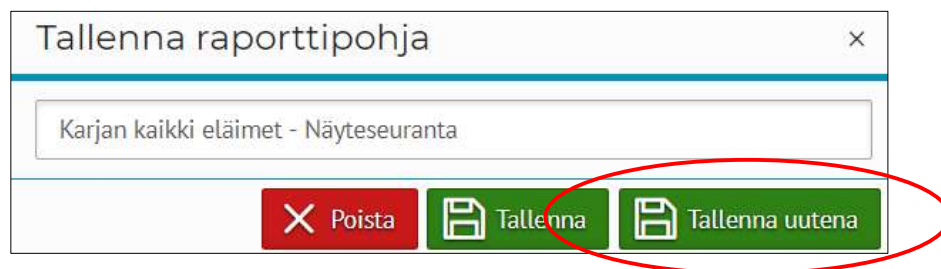 Tallenna raporttipohja ×
Karjan kaikki eläimet - Näyteseuranta
Poista Tallenna Tallenna uutena